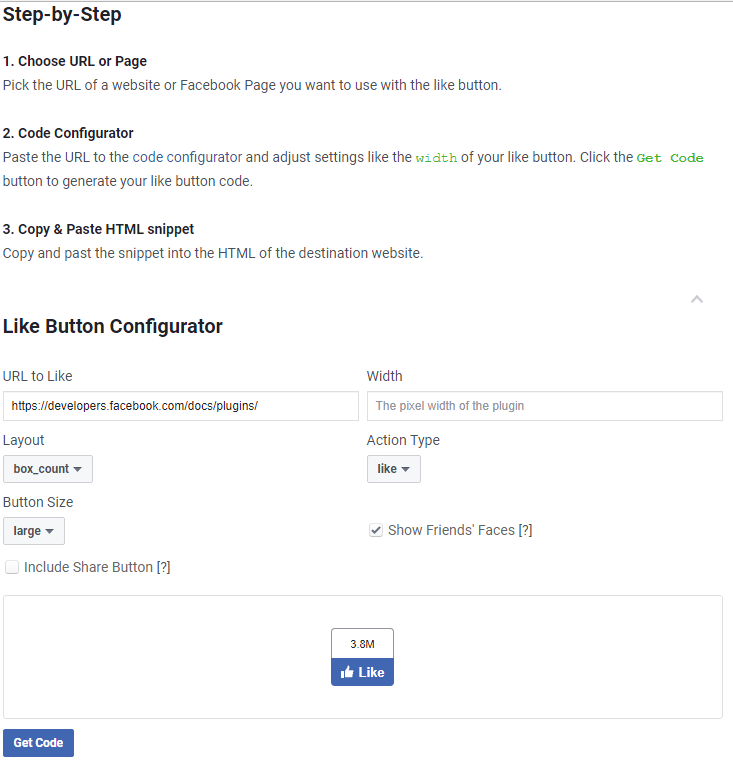 Step-by-Step
1. Choose URL or Page
Pick the URL of a website or Facebook Page you want to use with the like button.
2. Code Configurator
Paste the URL to the code configurator and adjust settings like the width of your like button. Click the Get Code
button to generate your like button code.
3. Copy & Paste HTML snippet
Copy and past the snippet into the HTML of the destination website.
Like Button Configurator
URL to Like
Width
https://developers.facebook.com/docs/plugins/
The pixel width of the plugin
Layout
Action Type
box_count
like
Button Size
large
Show Friends' Faces [?]
Include Share Button [?]
3.8M
Like
Get Code